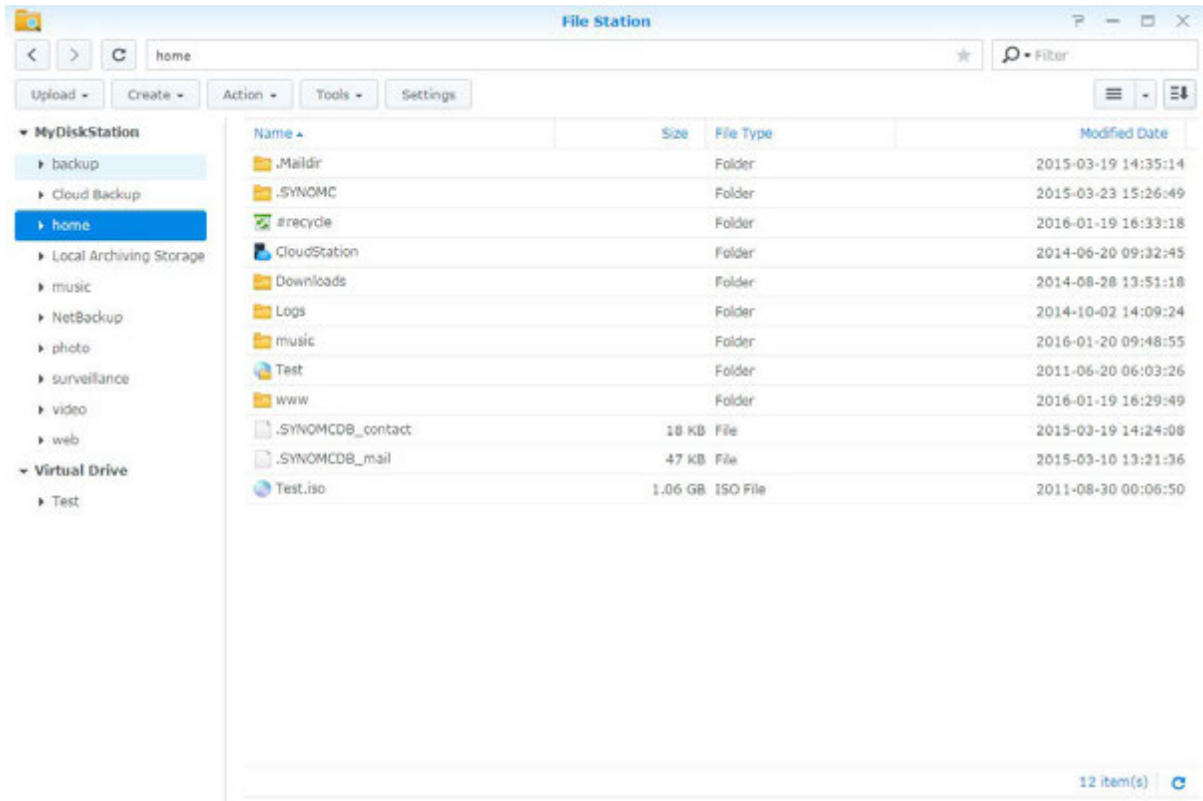 File Station
home
Filter
Upload Create Action Tools Settings
MyDiskStation
backup
Cloud Backup
home
Local Archiving Storage
music
NetBackup
photo
surveillance
video
web
Virtual Drive
Test
Name Size File Type Modified Date
.Maildir Folder 2015-03-19 14:35:14
.SYNOMC Folder 2015-03-23 15:26:49
#recycle Folder 2016-01-19 16:33:18
CloudStation Folder 2014-06-20 09:32:45
Downloads Folder 2014-08-28 13:51:18
Logs Folder 2014-10-02 14:09:24
music Folder 2016-01-20 09:48:55
Test Folder 2011-06-20 06:03:26
www Folder 2016-01-19 16:29:49
.SYNOMCDB_contact 18 KB File 2015-03-19 14:24:08
.SYNOMCDB_mail 47 KB File 2015-03-10 13:21:36
Test.iso 1.06 GB ISO File 2011-08-30 00:06:50
12 item(s)